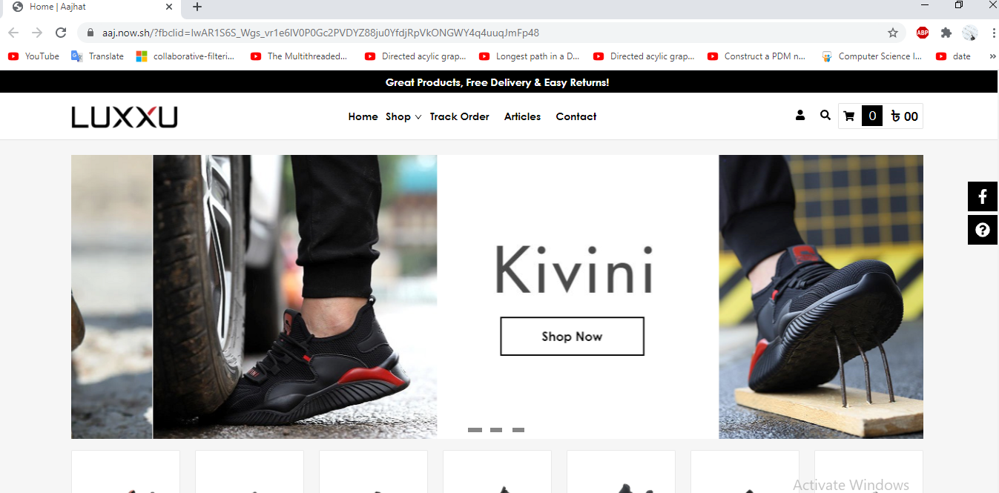 Home | Aajhat
aaj.now.sh/?fbclid=IwAR1S6S_Wgs_vr1e6lV0P0Gc2PVDYZ88ju0YfdjRpVkONGWY4q4uuqJmFp48
ABP
YouTube Translate collaborative-filteri... The Multithreaded... Directed acylic grap... Longest path in a D... Directed acylic grap... Construct a PDM n... Computer Science I... date »
Great Products, Free Delivery & Easy Returns!
LUXXU Home Shop Track Order Articles Contact 0 ৳ 00
Kivini
Shop Now
Activate Windows